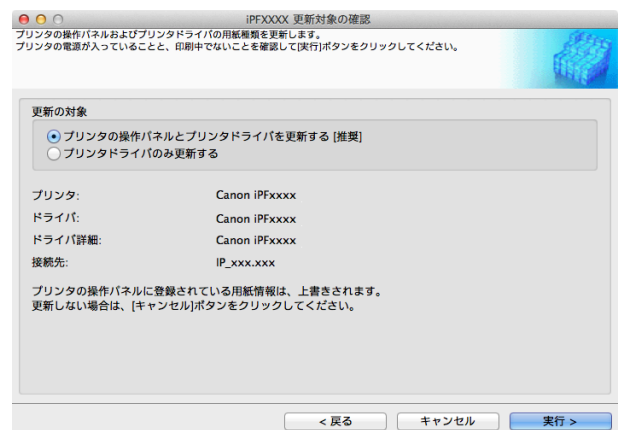 iPFXXXX 更新対象の確認
プリンタの操作パネルおよびプリンタドライバの用紙種類を更新します。
プリンタの電源が入っていることと、印刷中でないことを確認して[実行]ボタンをクリックしてください。
更新の対象
プリンタの操作パネルとプリンタドライバを更新する [推奨]
プリンタドライバのみ更新する
プリンタ: Canon iPFxxxx
ドライバ: Canon iPFxxxx
ドライバ詳細: Canon iPFxxxx
接続先: IP_xxx.xxx
プリンタの操作パネルに登録されている用紙情報は、上書きされます。
更新しない場合は、[キャンセル]ボタンをクリックしてください。
< 戻る キャンセル 実行 >